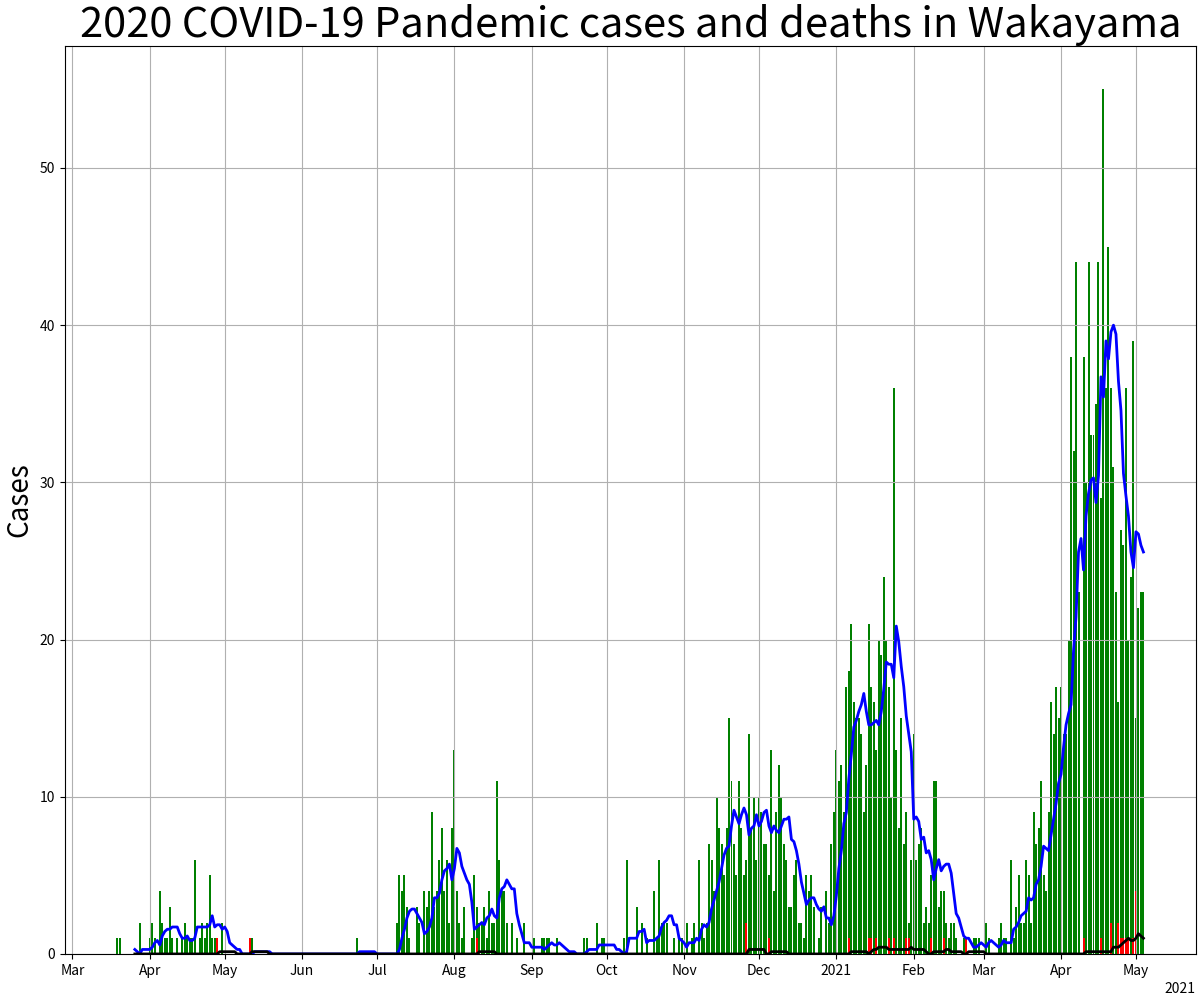 2020 COVID-19 Pandemic cases and deaths in Wakayama
Cases
50
40
30
20
10
0
Mar Apr May Jun Jul Aug Sep Oct Nov Dec 2021 Feb Mar Apr May
2021